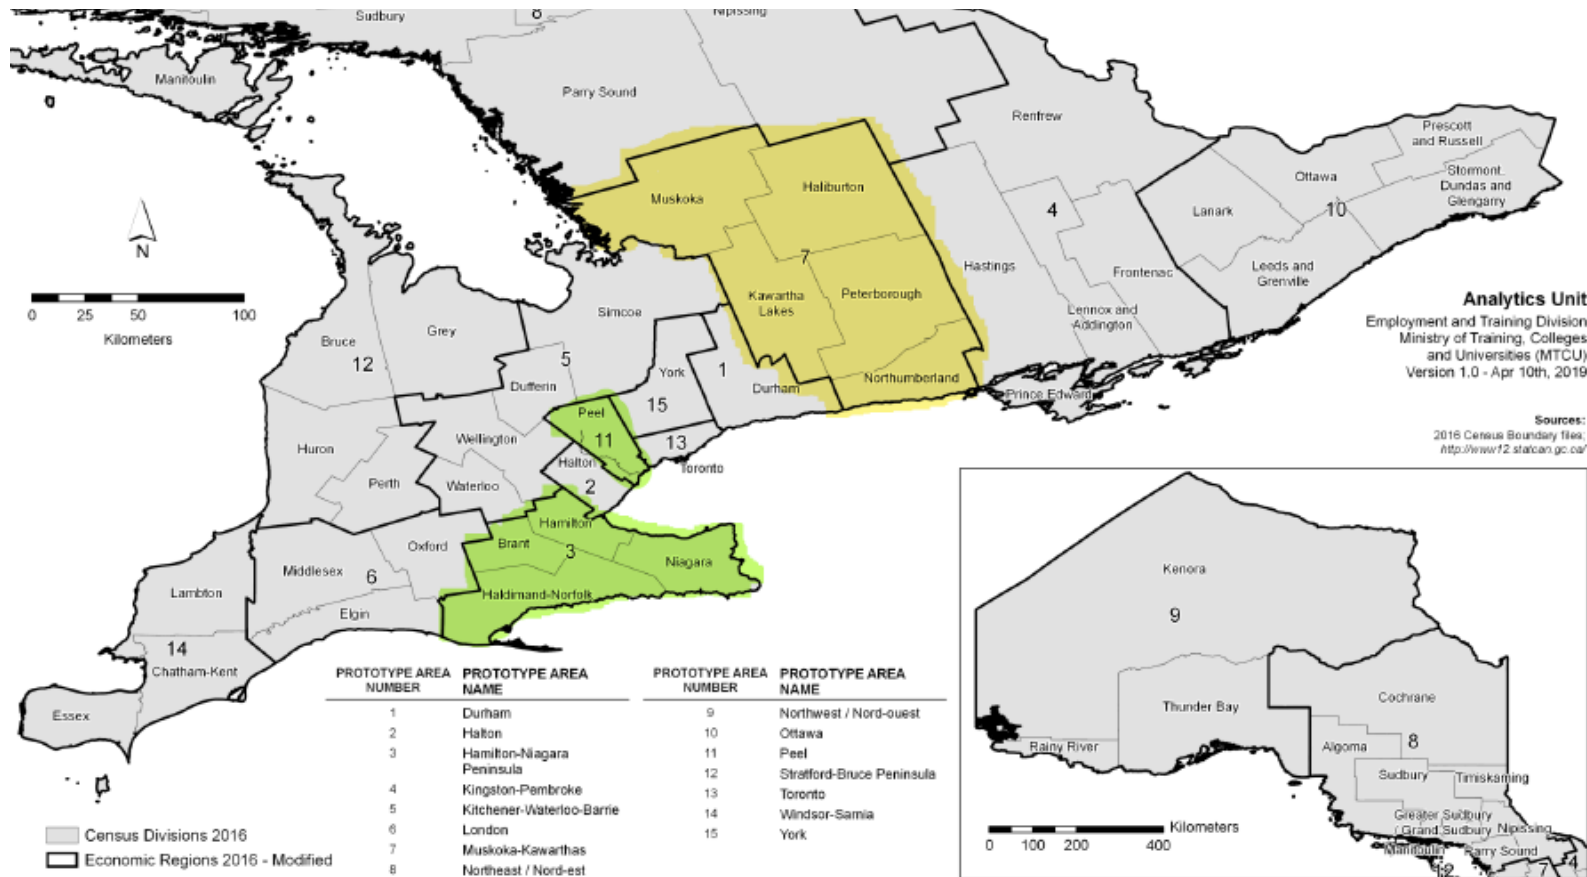 Sudbury
8
Nipissing
Manitoulin
Parry Sound
Renfrew
Prescott
and Russell
Ottawa
Stormont,
Dundas and
Glengarry
Muskoka
Haliburton
4
Lanark
10
N
7
Hastings
Frontenac
Leeds and
Grenville
Kawartha
Lakes
Peterborough
0 25 50 100
Kilometers
Simcoe
Lennox and
Addington
Grey
Bruce
12
5
Dufferin
York
1
Durham
Northumberland
Prince Edward
15
Peel
11
13
Toronto
Halton
2
Wellington
Huron
Perth
Waterloo
Hamilton
Brant
3
Niagara
Haldimand-Norfolk
Oxford
Middlesex
6
Elgin
Lambton
14
Chatham-Kent
Essex
Analytics Unit
Employment and Training Division
Ministry of Training, Colleges
and Universities (MTCU)
Version 1.0 - Apr 10th, 2019
Sources:
2016 Census Boundary files;
http://www12.statcan.gc.ca/
Kenora
9
Thunder Bay
Rainy River
Cochrane
Algoma
8
Sudbury
Timiskaming
Greater Sudbury
/ Grand Sudbury
Nipissing
Manitoulin
Parry Sound
12
7
4
Kilometers
0 100 200 400
PROTOTYPE AREA NUMBER PROTOTYPE AREA NAME
1 Durham
2 Halton
3 Hamilton-Niagara
Peninsula
4 Kingston-Pembroke
5 Kitchener-Waterloo-Barrie
6 London
7 Muskoka-Kawarthas
8 Northeast / Nord-est
PROTOTYPE AREA NUMBER PROTOTYPE AREA NAME
9 Northwest / Nord-ouest
10 Ottawa
11 Peel
12 Stratford-Bruce Peninsula
13 Toronto
14 Windsor-Sarnia
15 York
Census Divisions 2016
Economic Regions 2016 - Modified